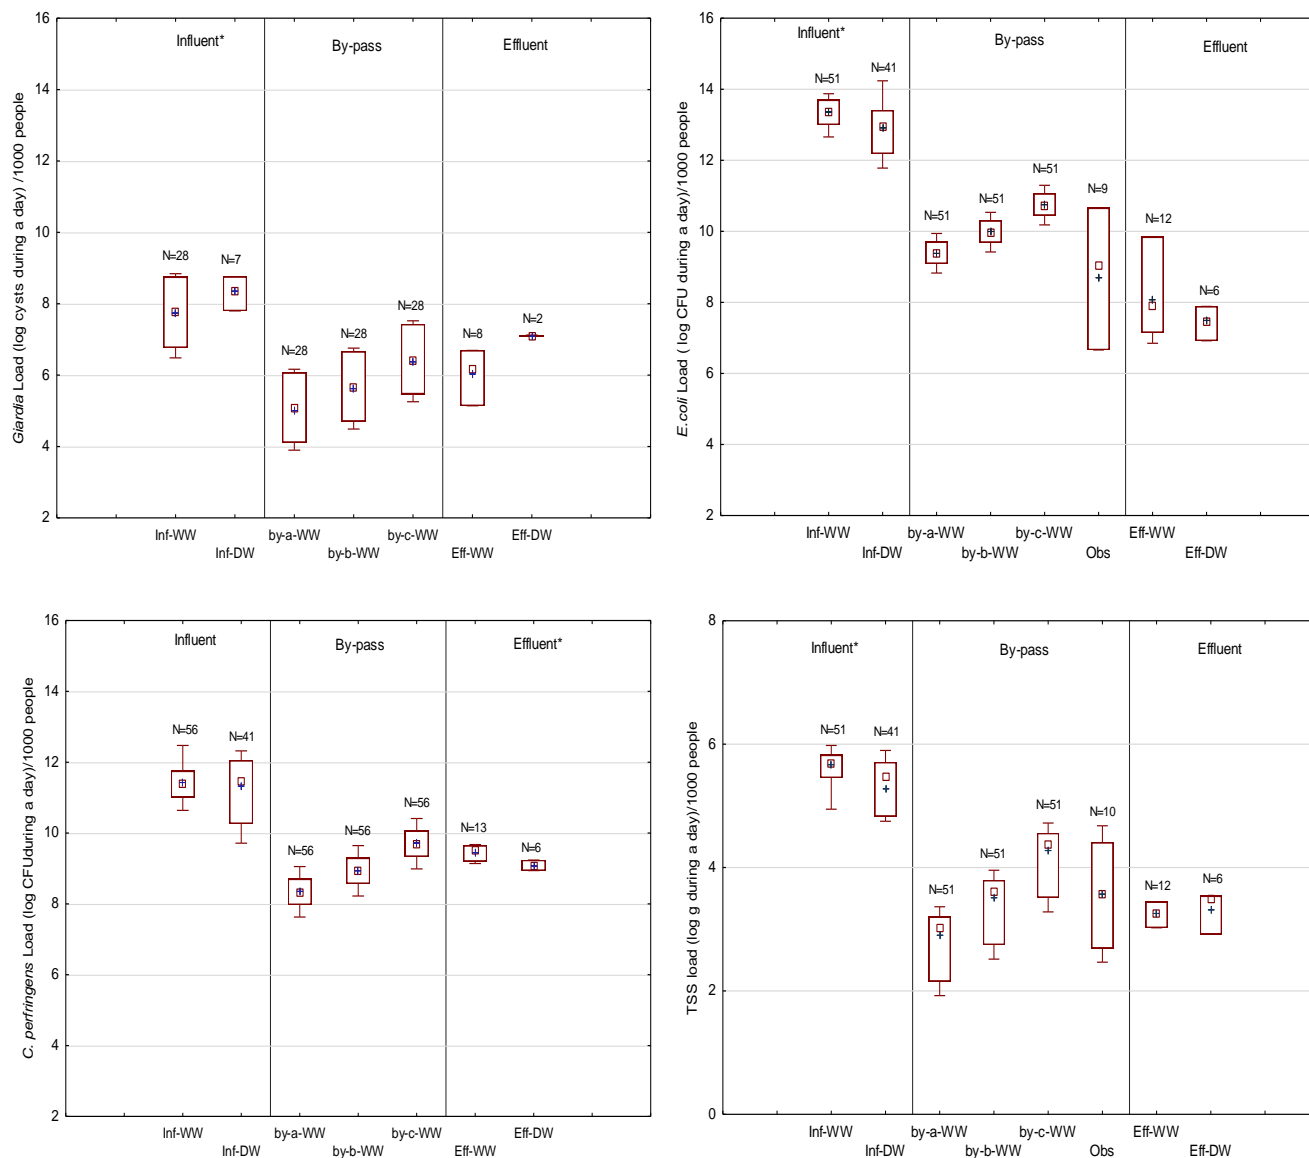 Giardia Load (log cysts during a day) /1000 people
16
14
12
10
8
6
4
2
Influent*
By-pass
Effluent
N=28
N=7
N=28
N=28
N=28
N=8
N=2
Inf-WW
by-a-WW
by-c-WW
Eff-DW
Inf-DW
by-b-WW
Eff-WW
E.coli Load ( log CFU during a day)/1000 people
16
14
12
10
8
6
4
2
Influent*
By-pass
Effluent
N=51
N=41
N=51
N=51
N=51
N=9
N=12
N=6
Inf-WW
by-a-WW
by-c-WW
Eff-WW
Inf-DW
by-b-WW
Obs
Eff-DW
C. perfringens Load (log CFUduring a day)/1000 people
16
14
12
10
8
6
4
2
Influent
By-pass
Effluent*
N=56
N=41
N=56
N=56
N=56
N=13
N=6
Inf-WW
by-a-WW
by-c-WW
Eff-DW
Inf-DW
by-b-WW
Eff-WW
TSS load (log g during a day)/1000 people
8
6
4
2
0
Influent*
By-pass
Effluent
N=51
N=41
N=51
N=51
N=51
N=10
N=12
N=6
Inf-WW
by-a-WW
by-c-WW
Eff-WW
Inf-DW
by-b-WW
Obs
Eff-DW